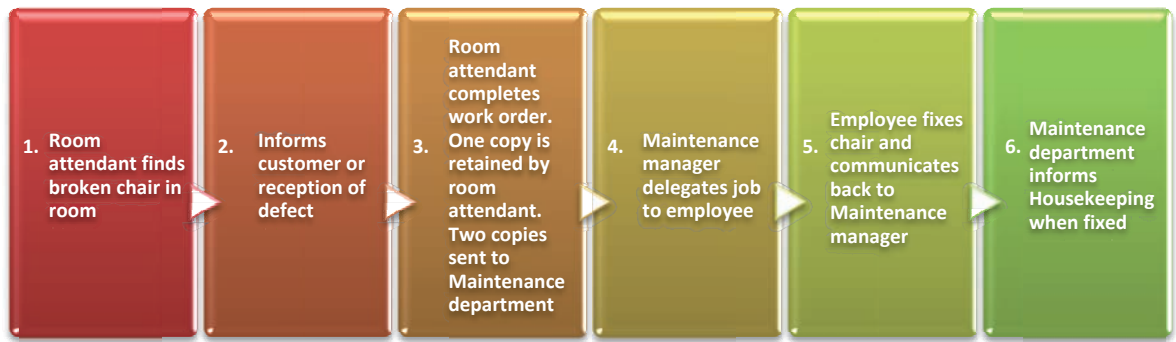 1. Room
attendant finds
broken chair in
room
2. Informs
customer or
reception of
defect
Room
attendant
completes
work order.
3. One copy is
retained by
room
attendant.
Two copies
sent to
Maintenance
department
4. Maintenance
manager
delegates job
to employee
Employee fixes
5. chair and
communicates
back to
Maintenance
manager
6. Maintenance
department
informs
Housekeeping
when fixed